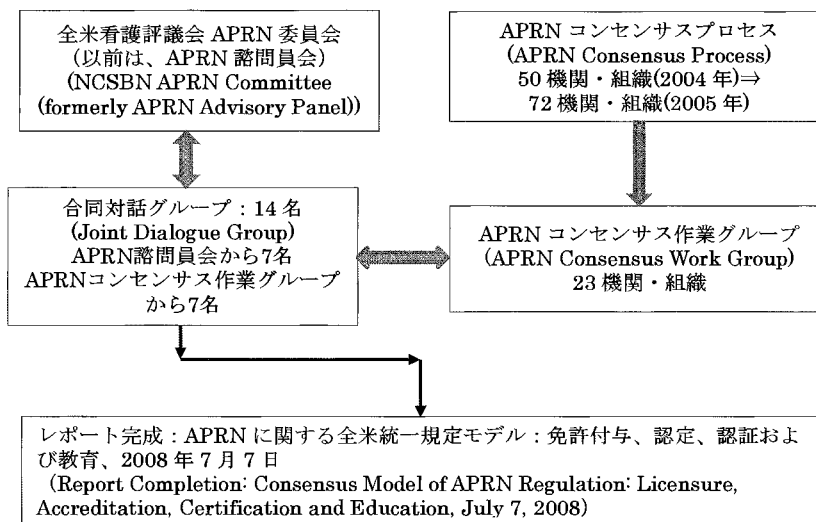 全米看護評議会 APRN 委員会
(以前は、APRN 諮問員会)
(NCSBN APRN Committee
(formerly APRN Advisory Panel))
APRN コンセンサスプロセス
(APRN Consensus Process)
50 機関・組織(2004 年)⇒
72 機関・組織(2005 年)
合同対話グループ：14 名
(Joint Dialogue Group)
APRN諮問員会から7名
APRNコンセンサス作業グループ
から7名
APRN コンセンサス作業グループ
(APRN Consensus Work Group)
23 機関・組織
レポート完成：APRN に関する全米統一規定モデル：免許付与、認定、認証およ
び教育、2008 年 7 月 7 日
(Report Completion: Consensus Model of APRN Regulation: Licensure,
Accreditation, Certification and Education, July 7, 2008)